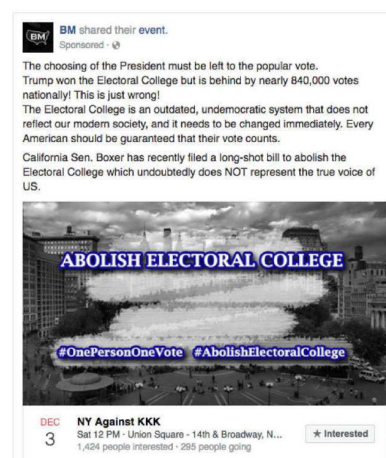 BM
BM shared their event.
Sponsored ·
The choosing of the President must be left to the popular vote.
Trump won the Electoral College but is behind by nearly 840,000 votes
nationally! This is just wrong!
The Electoral College is an outdated, undemocratic system that does not
reflect our modern society, and it needs to be changed immediately. Every
American should be guaranteed that their vote counts.
California Sen. Boxer has recently filed a long-shot bill to abolish the
Electoral College which undoubtedly does NOT represent the true voice of
US.
ABOLISH ELECTORAL COLLEGE
#OnePersonOneVote #AbolishElectoralCollege
DEC
3
NY Against KKK
Sat 12 PM · Union Square - 14th & Broadway, N...
1,424 people interested · 295 people going
★ Interested